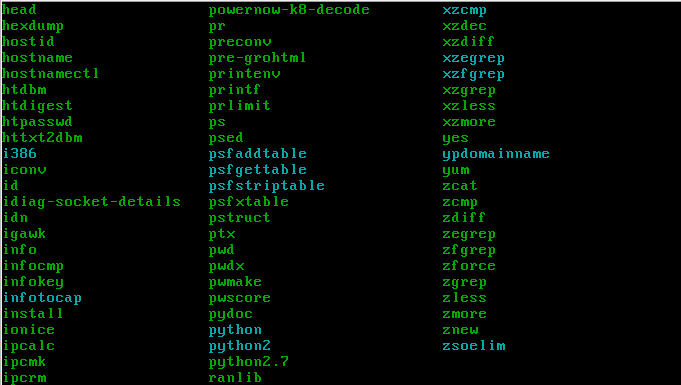 head powernow-k8-decode xzcmp
hexdump pr xzdec
hostid preconv xzdiff
hostname pre-grohtml xzegrep
hostnamectl printenv xzfgrep
htdbm printf xzgrep
htdigest prlimit xzless
htpasswd ps xzmore
httxt2dbm psed yes
i386 psfaddtable ypdomainname
iconv psfgettable yum
id psfstriptable zcat
idiag-socket-details psfxtable zcmp
idn pstruct zdiff
igawk ptx zegrep
info pwd zfgrep
infocmp pwdx zforce
infokey pwmake zgrep
infotocap pwscore zless
install pydoc zmore
ionice python znew
ipcalc python2 zsoelim
ipcmk python2.7
ipcrm ranlib